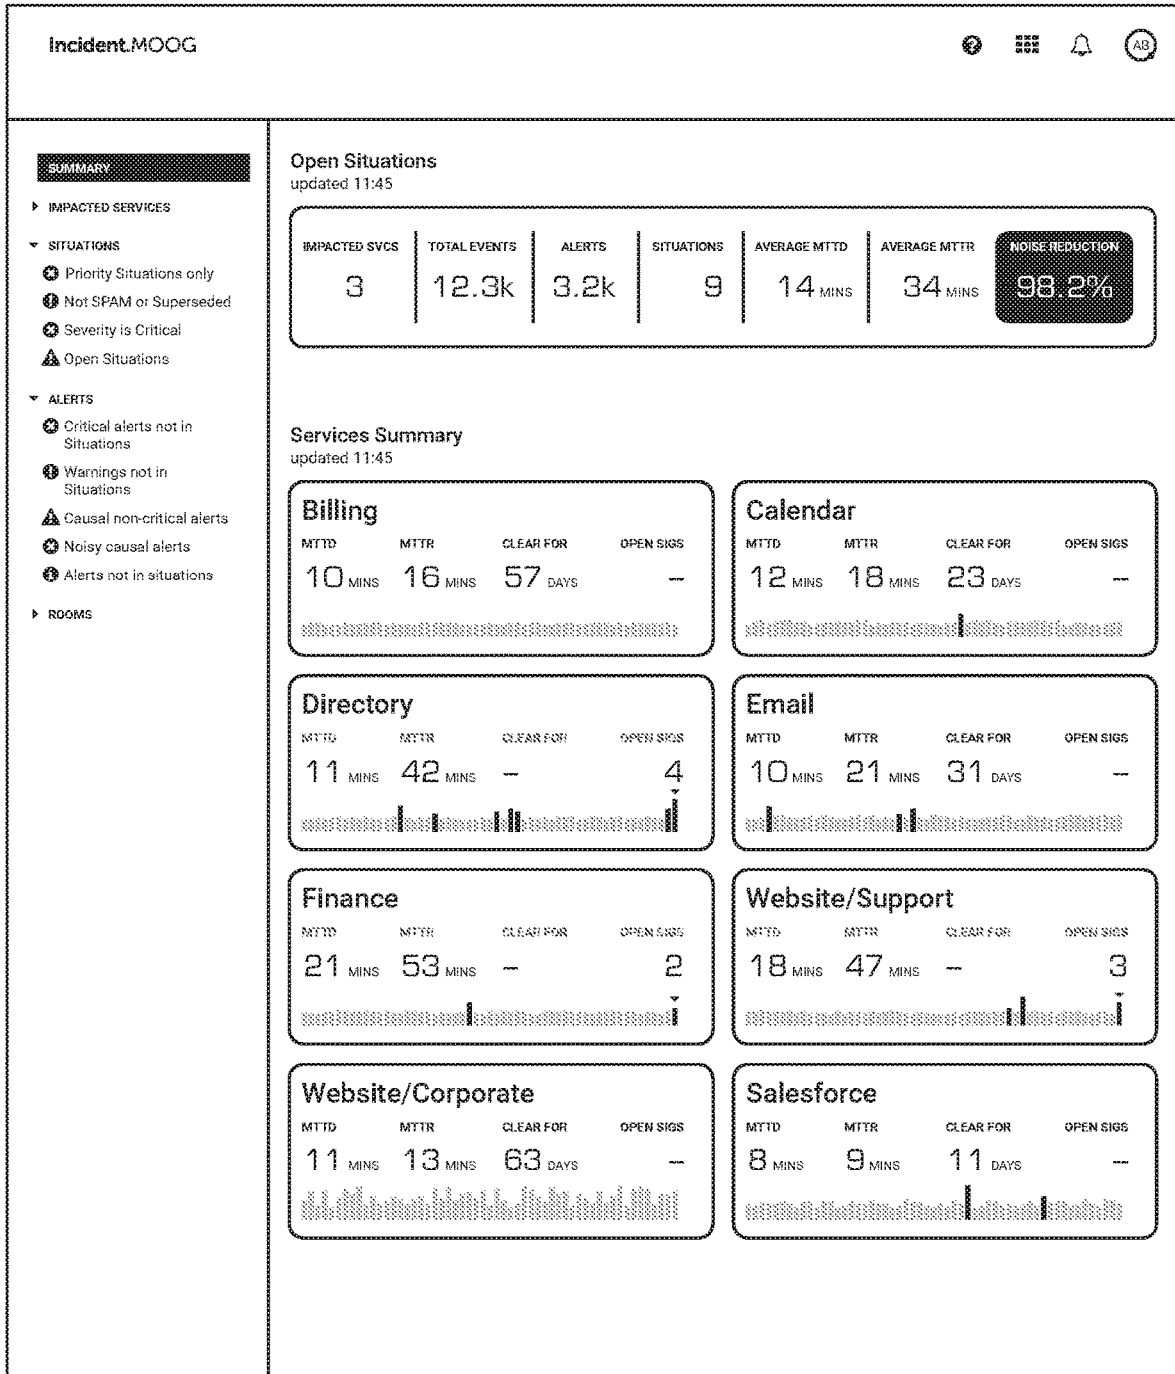 Incident.MOOG
AB
SUMMARY
IMPACTED SERVICES
SITUATIONS
Priority Situations only
Not SPAM or Superseded
Severity is Critical
Open Situations
ALERTS
Critical alerts not in
Situations
Warnings not in
Situations
Causal non-critical alerts
Noisy causal alerts
Alerts not in situations
ROOMS
Open Situations
updated 11:45
IMPACTED SVCS TOTAL EVENTS ALERTS SITUATIONS AVERAGE MTTD AVERAGE MTTR NOISE REDUCTION
3 12.3k 3.2k 9 14 MINS 34 MINS 98.2%
Services Summary
updated 11:45
Billing
MTTD MTTR CLEAR FOR OPEN SIGS
10 MINS 16 MINS 57 DAYS –
Calendar
MTTD MTTR CLEAR FOR OPEN SIGS
12 MINS 18 MINS 23 DAYS –
Directory
MTTD MTTR CLEAR FOR OPEN SIGS
11 MINS 42 MINS – 4
Email
MTTD MTTR CLEAR FOR OPEN SIGS
10 MINS 21 MINS 31 DAYS –
Finance
MTTD MTTR CLEAR FOR OPEN SIGS
21 MINS 53 MINS – 2
Website/Support
MTTD MTTR CLEAR FOR OPEN SIGS
18 MINS 47 MINS – 3
Website/Corporate
MTTD MTTR CLEAR FOR OPEN SIGS
11 MINS 13 MINS 63 DAYS –
Salesforce
MTTD MTTR CLEAR FOR OPEN SIGS
8 MINS 9 MINS 11 DAYS –